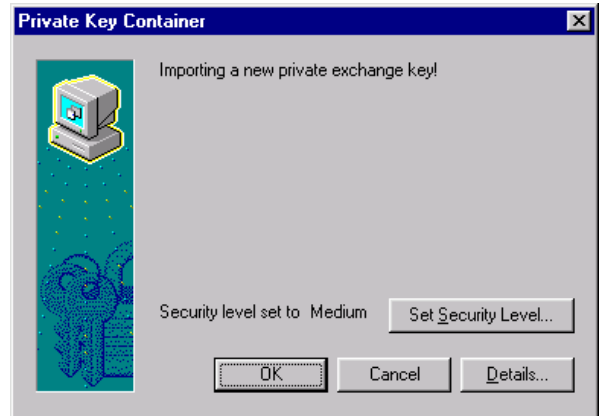 Private Key Container
Importing a new private exchange key!
Security level set to Medium
Set Security Level...
OK
Cancel
Details...